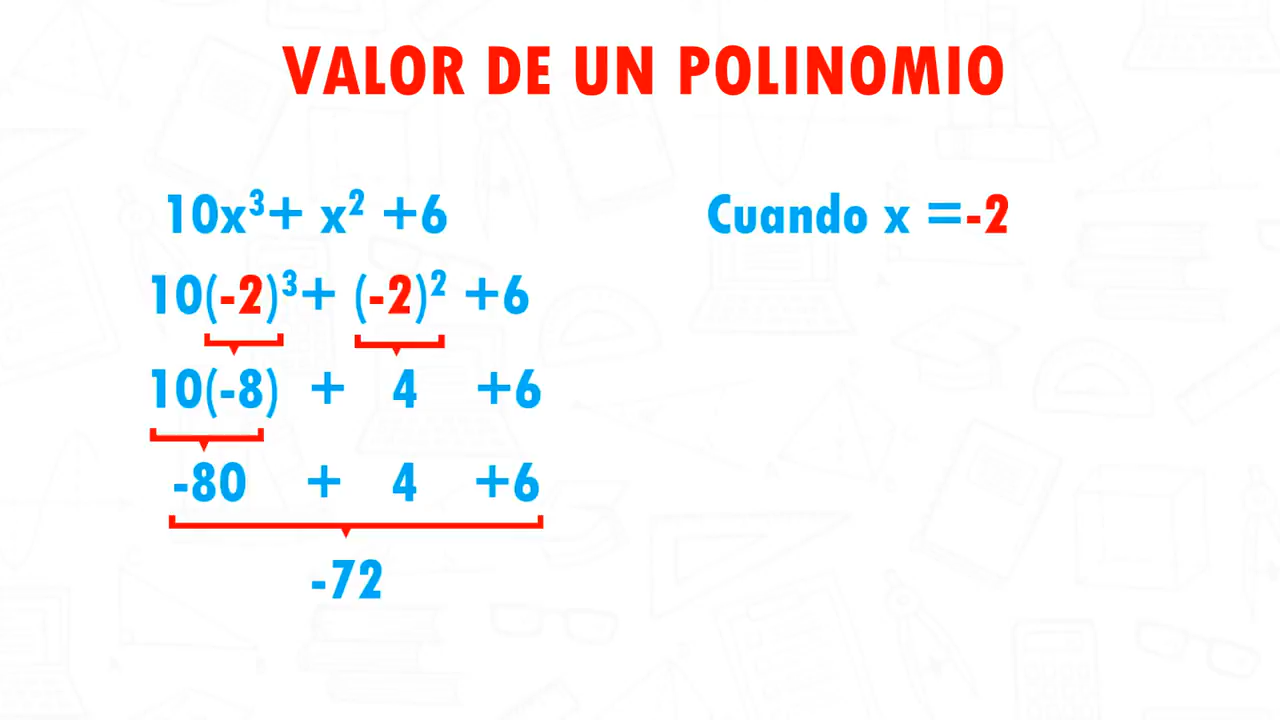 VALOR DE UN POLINOMIO
10x³+ x² +6
Cuando x =-2
10(-2)³+ (-2)² +6
10(-8) + 4 +6
-80 + 4 +6
-72